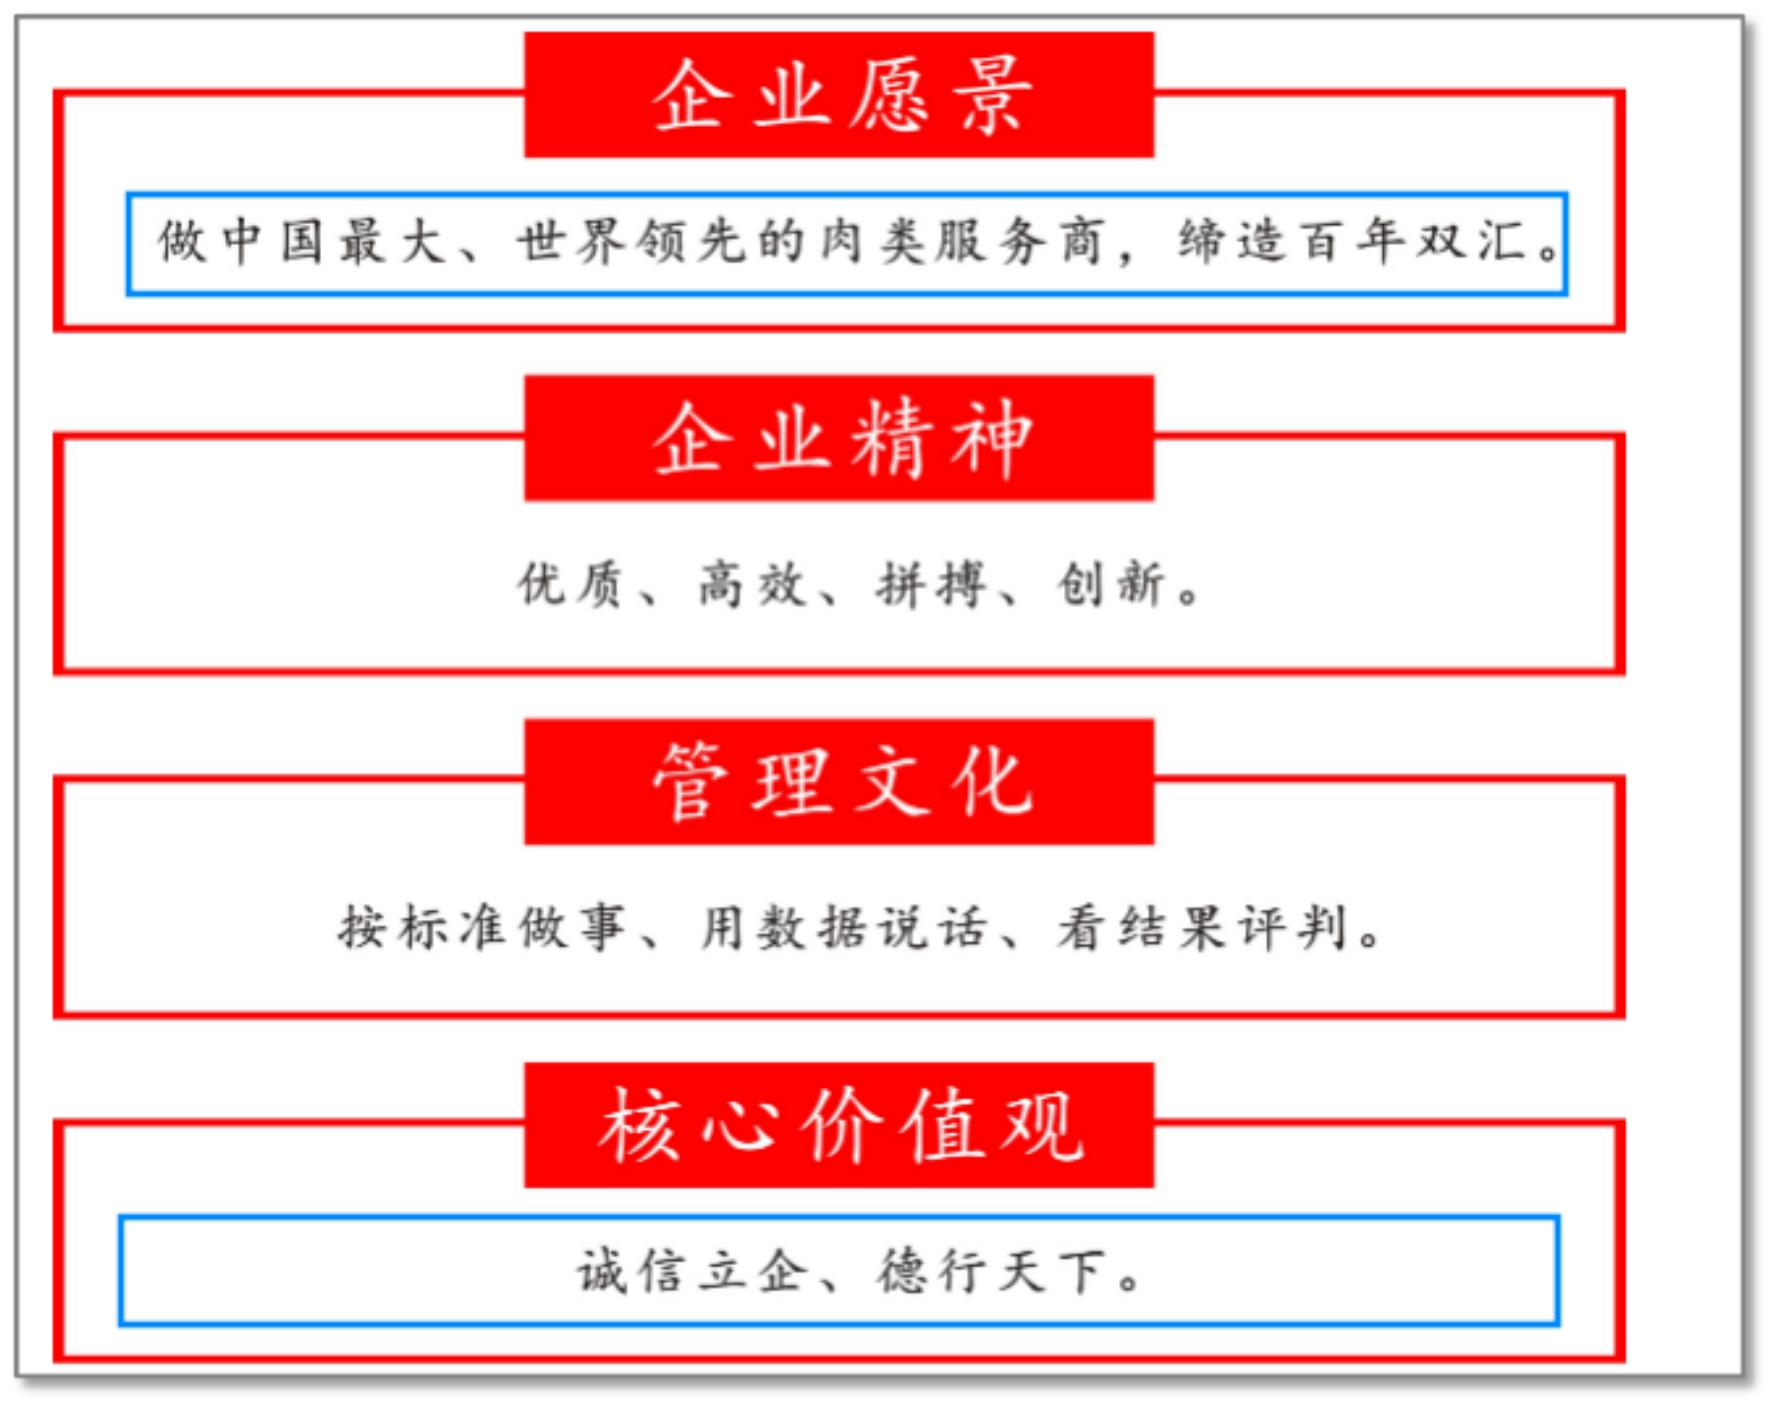 企业愿景
做中国最大、世界领先的肉类服务商，缔造百年双汇。
企业精神
优质、高效、拼搏、创新。
管理文化
按标准做事、用数据说话、看结果评判。
核心价值观
诚信立企、德行天下。